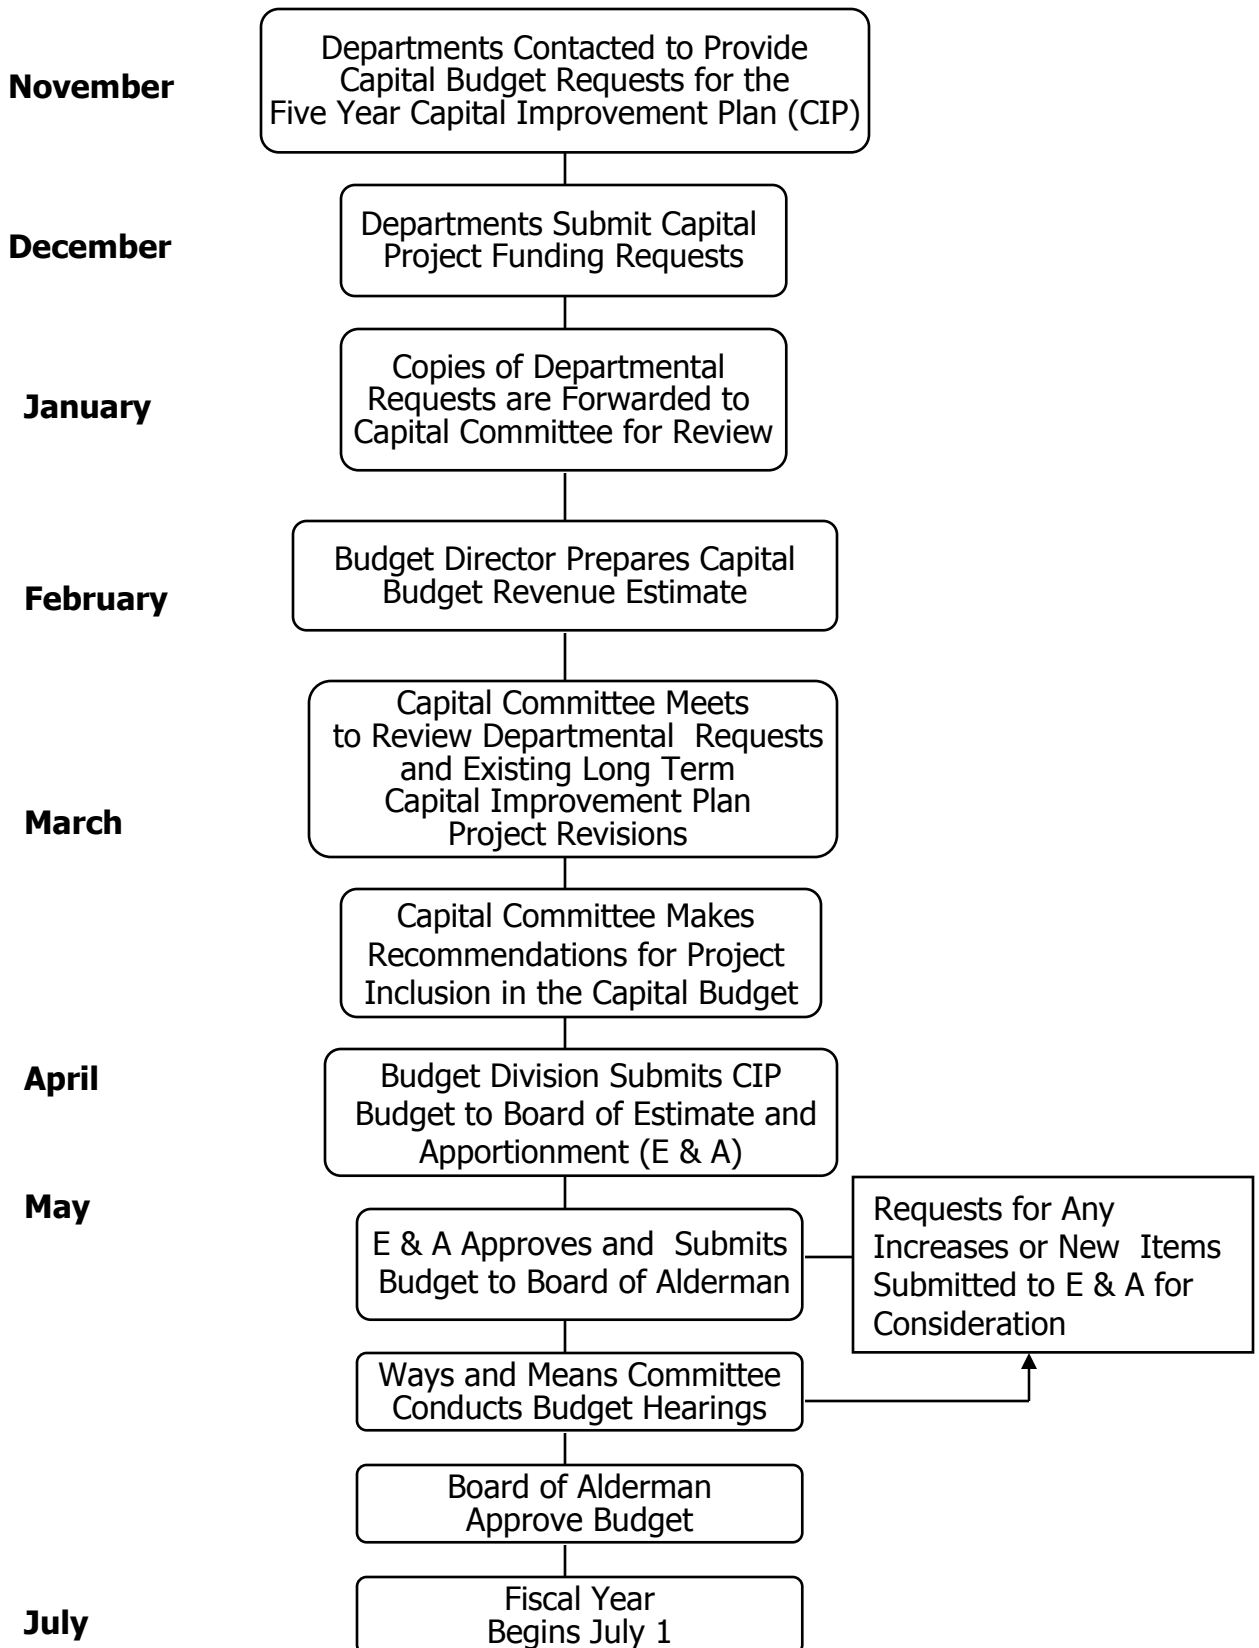 November
Departments Contacted to Provide
Capital Budget Requests for the
Five Year Capital Improvement Plan (CIP)
December
Departments Submit Capital
Project Funding Requests
January
Copies of Departmental
Requests are Forwarded to
Capital Committee for Review
February
Budget Director Prepares Capital
Budget Revenue Estimate
March
Capital Committee Meets
to Review Departmental Requests
and Existing Long Term
Capital Improvement Plan
Project Revisions
Capital Committee Makes
Recommendations for Project
Inclusion in the Capital Budget
April
Budget Division Submits CIP
Budget to Board of Estimate and
Apportionment (E & A)
May
E & A Approves and Submits
Budget to Board of Alderman
Requests for Any
Increases or New Items
Submitted to E & A for
Consideration
Ways and Means Committee
Conducts Budget Hearings
Board of Alderman
Approve Budget
July
Fiscal Year
Begins July 1